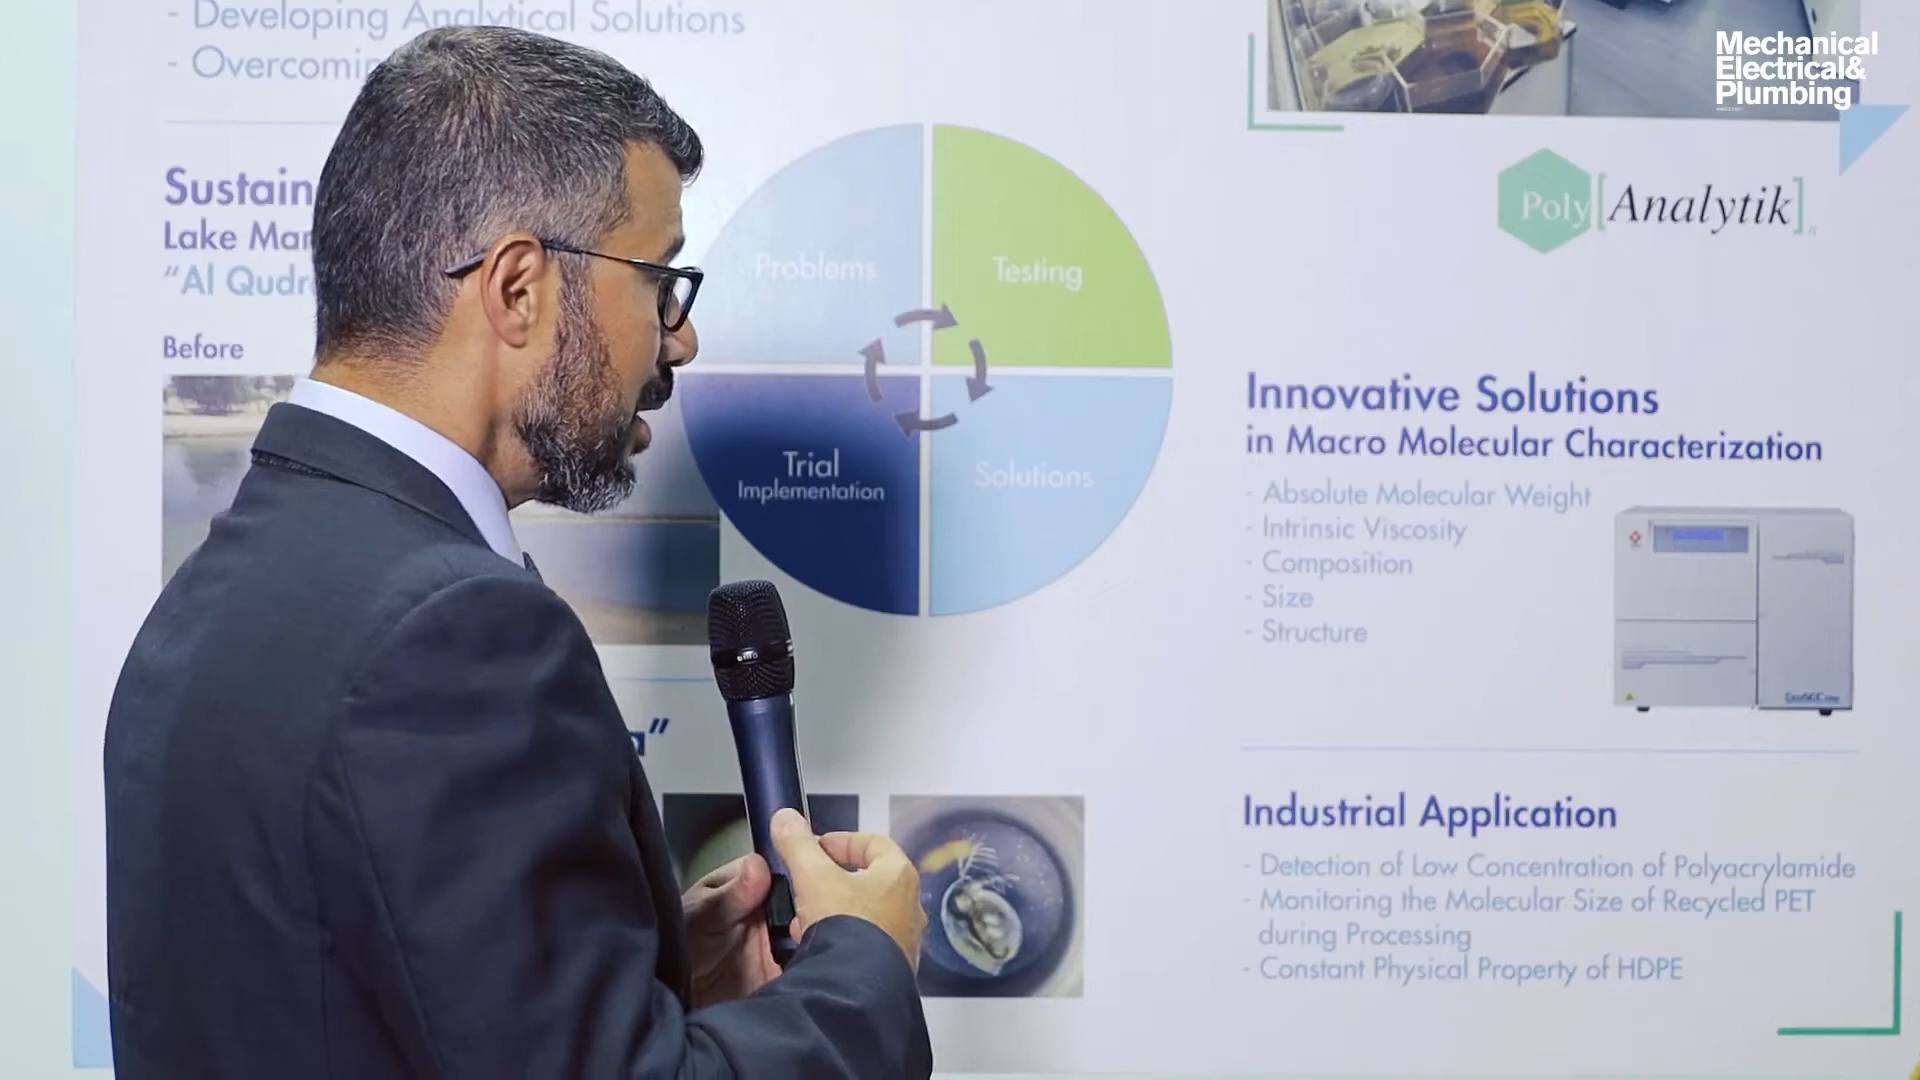 - Developing Analytical Solutions
- Overcomin
Sustain
Lake Mar
“Al Qudr
Before
Problems
Testing
Trial
Implementation
Solutions
Mechanical
Electrical&
Plumbing
Poly[Analytik]
Innovative Solutions
in Macro Molecular Characterization
- Absolute Molecular Weight
- Intrinsic Viscosity
- Composition
- Size
- Structure
Industrial Application
- Detection of Low Concentration of Polyacrylamide
- Monitoring the Molecular Size of Recycled PET
during Processing
- Constant Physical Property of HDPE